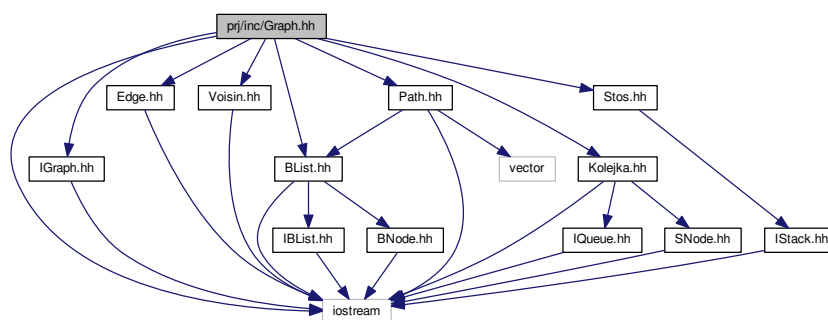 prj/inc/Graph.hh
Edge.hh
Voisin.hh
Path.hh
Stos.hh
IGraph.hh
BList.hh
vector
Kolejka.hh
IBList.hh
BNode.hh
IQueue.hh
SNode.hh
IStack.hh
iostream